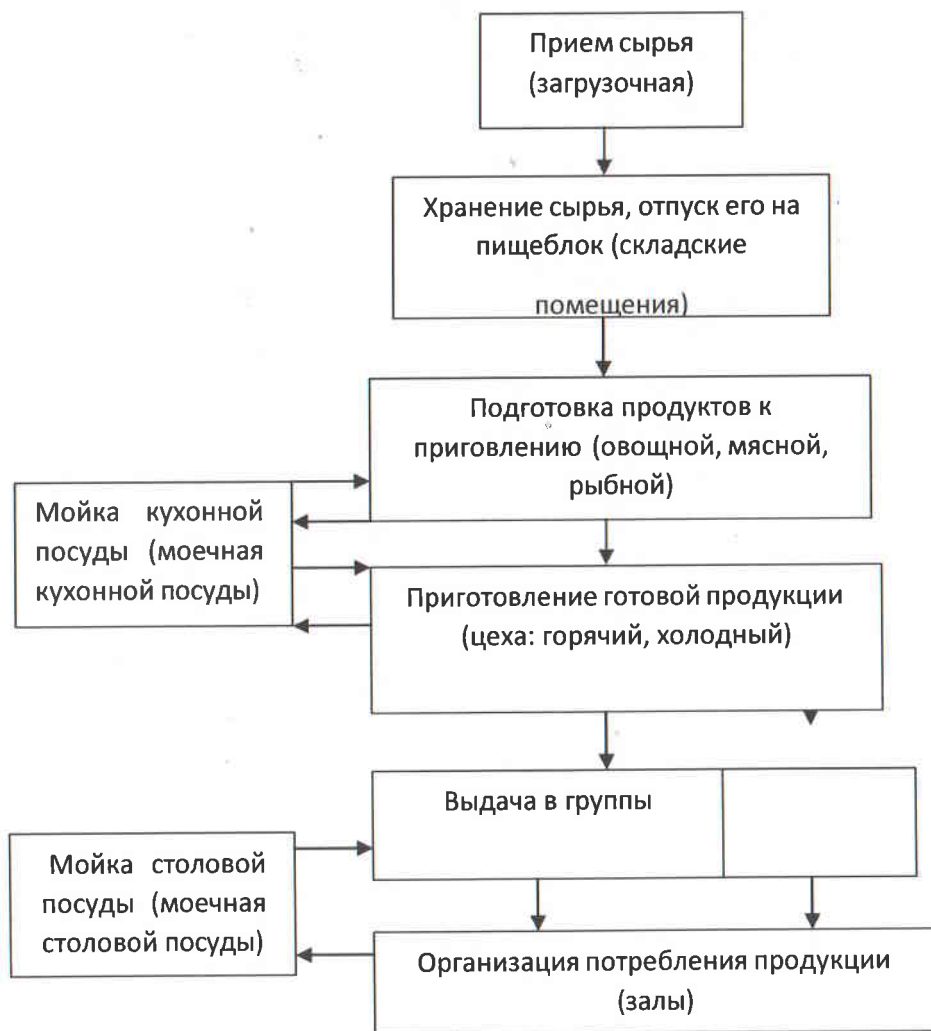 Прием сырья
(загрузочная)
Хранение сырья, отпуск его на
пищеблок (складские
помещения)
Подготовка продуктов к
приговлению (овощной, мясной,
рыбной)
Мойка кухонной
посуды (моечная
кухонной посуды)
Приготовление готовой продукции
(цеха: горячий, холодный)
Выдача в группы
Мойка столовой
посуды (моечная
столовой посуды)
Организация потребления продукции
(залы)